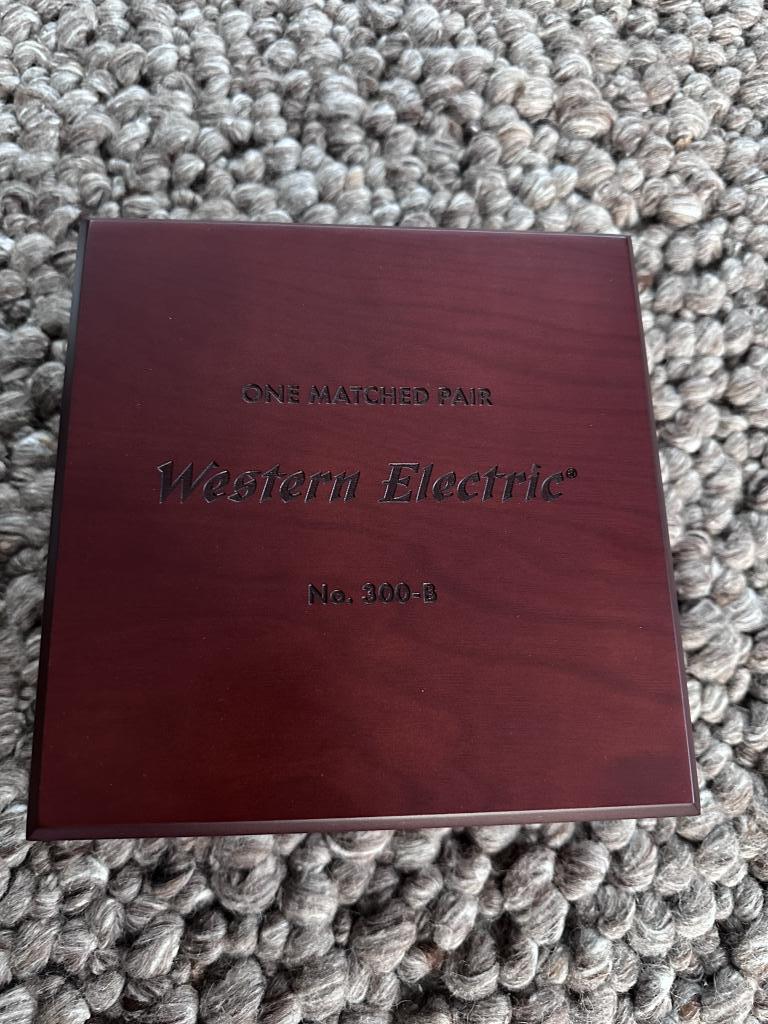 ONE MATCHED PAIR
Western Electric®
No. 300-B